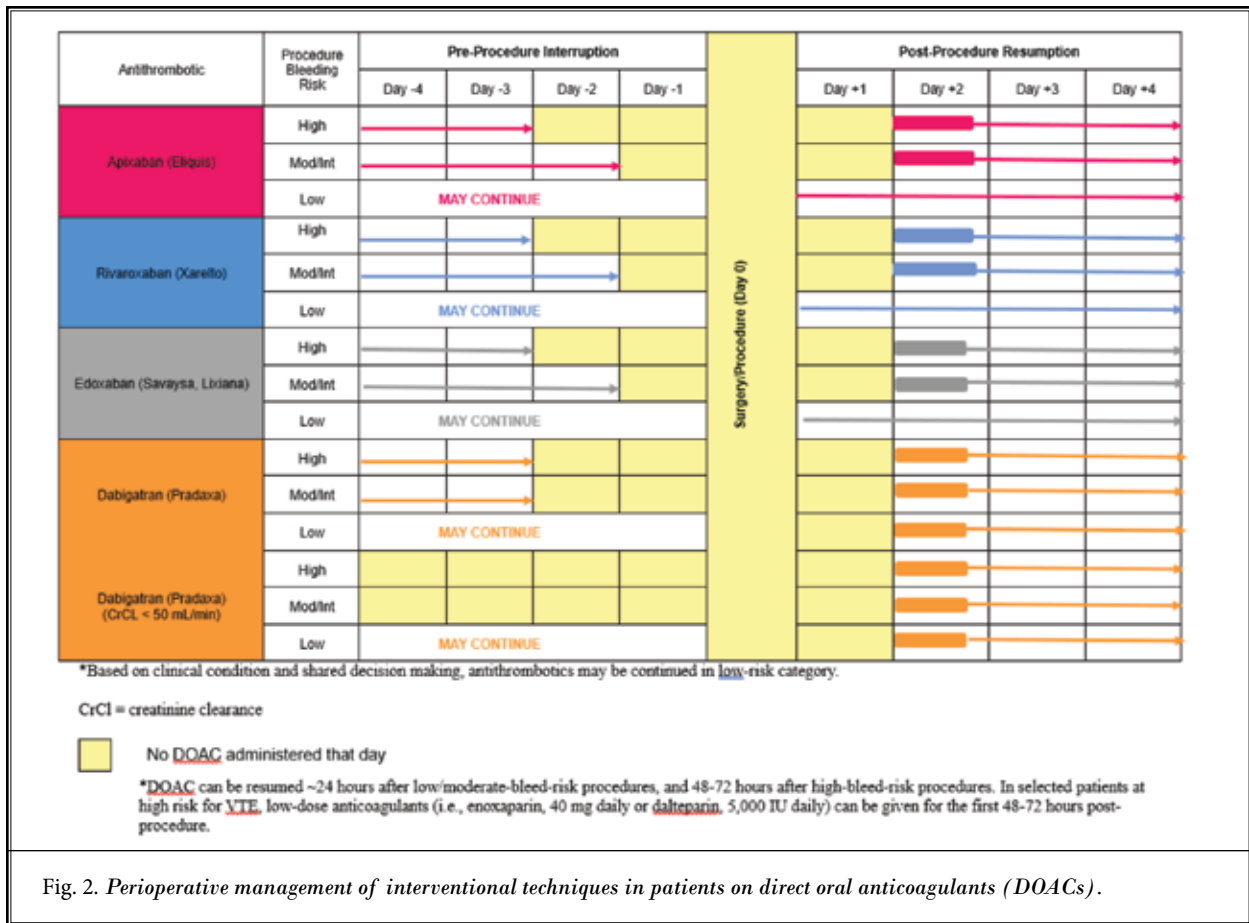 Antithrombotic
Procedure
Bleeding
Risk
Pre-Procedure Interruption
Post-Procedure Resumption
Day -4 Day -3 Day -2 Day -1
Day +1 Day +2 Day +3 Day +4
Surgery/Procedure (Day 0)
Apixaban (Eliquis)
High
Mod/Int
Low MAY CONTINUE
Rivaroxaban (Xarelto)
High
Mod/Int
Low MAY CONTINUE
Edoxaban (Savaysa, Lixiana)
High
Mod/Int
Low MAY CONTINUE
Dabigatran (Pradaxa)
High
Mod/Int
Low MAY CONTINUE
Dabigatran (Pradaxa)
(CrCL < 50 mL/min)
High
Mod/Int
Low MAY CONTINUE
*Based on clinical condition and shared decision making, antithrombotics may be continued in low-risk category.
CrCl = creatinine clearance
No DOAC administered that day
*DOAC can be resumed ~24 hours after low/moderate-bleed-risk procedures, and 48-72 hours after high-bleed-risk procedures. In selected patients at
high risk for VTE, low-dose anticoagulants (i.e., enoxaparin, 40 mg daily or dalteparin, 5,000 IU daily) can be given for the first 48-72 hours post-
procedure.
Fig. 2. Perioperative management of interventional techniques in patients on direct oral anticoagulants (DOACs).